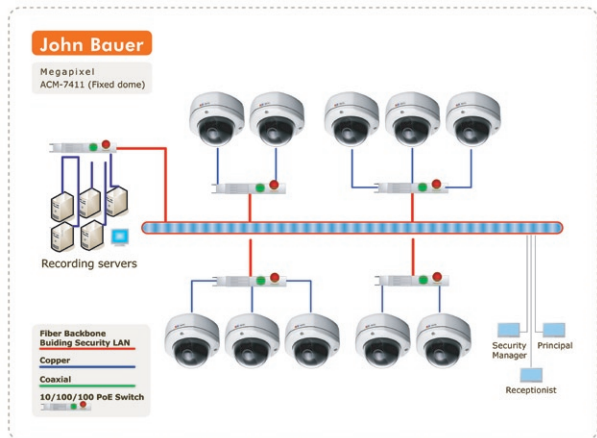 John Bauer
Megapixel
ACM-7411 (Fixed dome)
Recording servers
Fiber Backbone
Buiding Security LAN
Copper
Coaxial
10/100/100 PoE Switch
Security
Manager
Principal
Receptionist